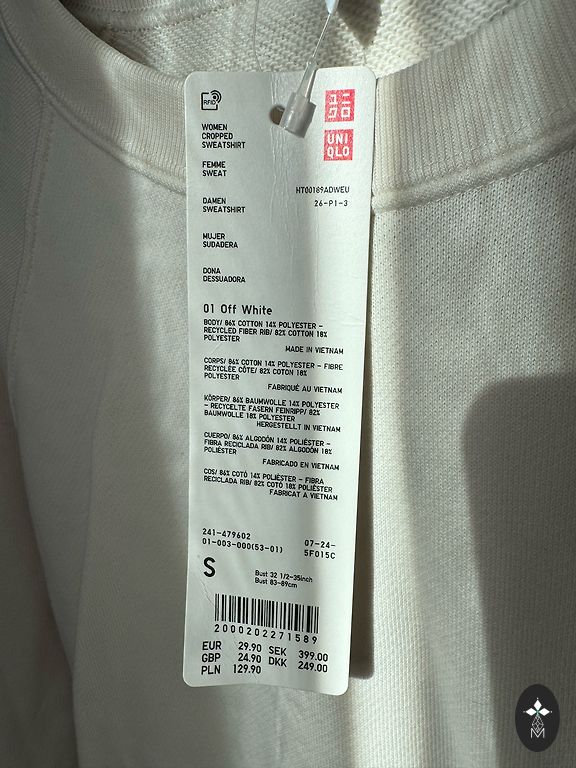 RFID
UNI
QLO
WOMEN
CROPPED
SWEATSHIRT
FEMME
SWEAT
HT00189ADWEU
26-P1-3
DAMEN
SWEATSHIRT
MUJER
SUDADERA
DONA
DESSUADORA
01 Off White
BODY/ 86% COTTON 14% POLYESTER -
RECYCLED FIBER RIB/ 82% COTTON 18%
POLYESTER
MADE IN VIETNAM
CORPS/ 86% COTON 14% POLYESTER - FIBRE
RECYCLÉE CÔTE/ 82% COTON 18%
POLYESTER
FABRIQUÉ AU VIETNAM
KÖRPER/ 86% BAUMWOLLE 14% POLYESTER
- RECYCELTE FASERN FEINRIPP/ 82%
BAUMWOLLE 18% POLYESTER
HERGESTELLT IN VIETNAM
CUERPO/ 86% ALGODÓN 14% POLIÉSTER -
FIBRA RECICLADA RIB/ 82% ALGODÓN 18%
POLIÉSTER
FABRICADO EN VIETNAM
COS/ 86% COTÓ 14% POLIÈSTER - FIBRA
RECICLADA RIB/ 82% COTÓ 18% POLIÈSTER
FABRICAT A VIETNAM
241-479602 07-24-
01-003-000(53-01) 5F015C
S
Bust 32 1/2-35inch
Bust 83-89cm
2000202271589
EUR 29.90 SEK 399.00
GBP 24.90 DKK 249.00
PLN 129.90
M